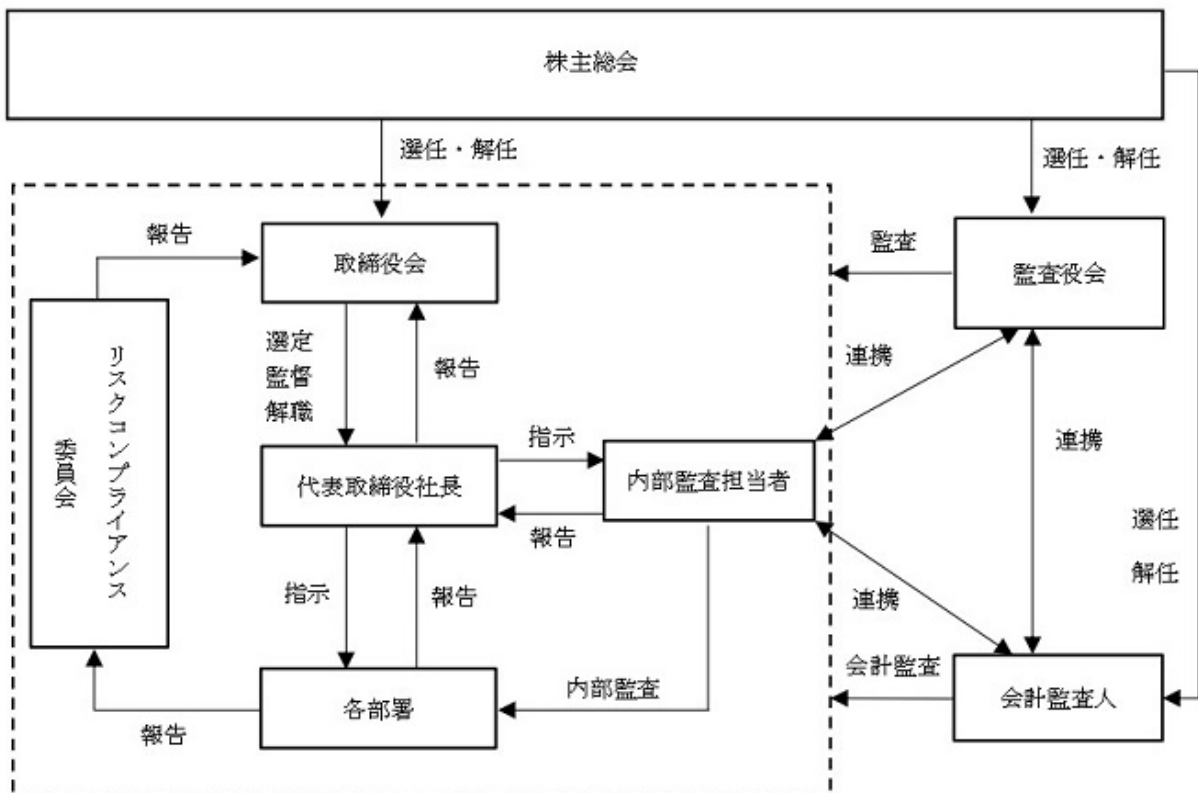 株主総会
選任・解任
選任・解任
報告
取締役会
監査
監査役会
選定
監督
解職
報告
連携
リスクコンプライアンス
委員会
指示
代表取締役社長
内部監査担当者
報告
連携
選任
解任
指示
報告
連携
会計監査
内部監査
各部署
会計監査人
報告